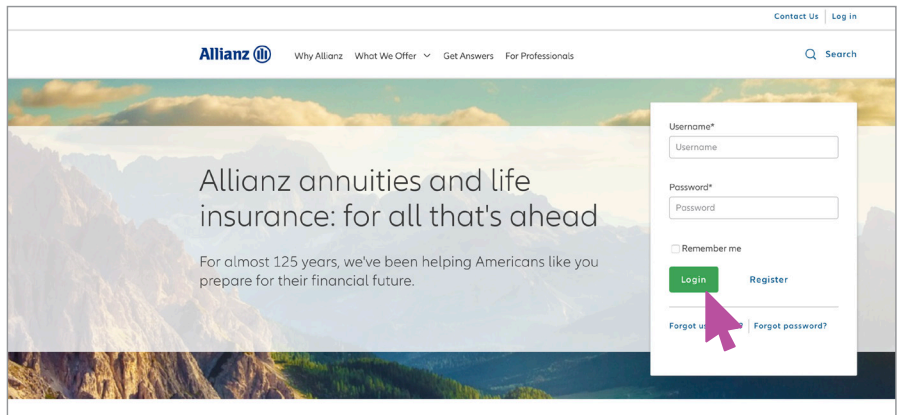 Contact Us Log in
Allianz Why Allianz What We Offer Get Answers For Professionals Search
Allianz annuities and life
insurance: for all that's ahead
For almost 125 years, we've been helping Americans like you
prepare for their financial future.
Username*
Username
Password*
Password
Remember me
Login Register
Forgot Forgot password?